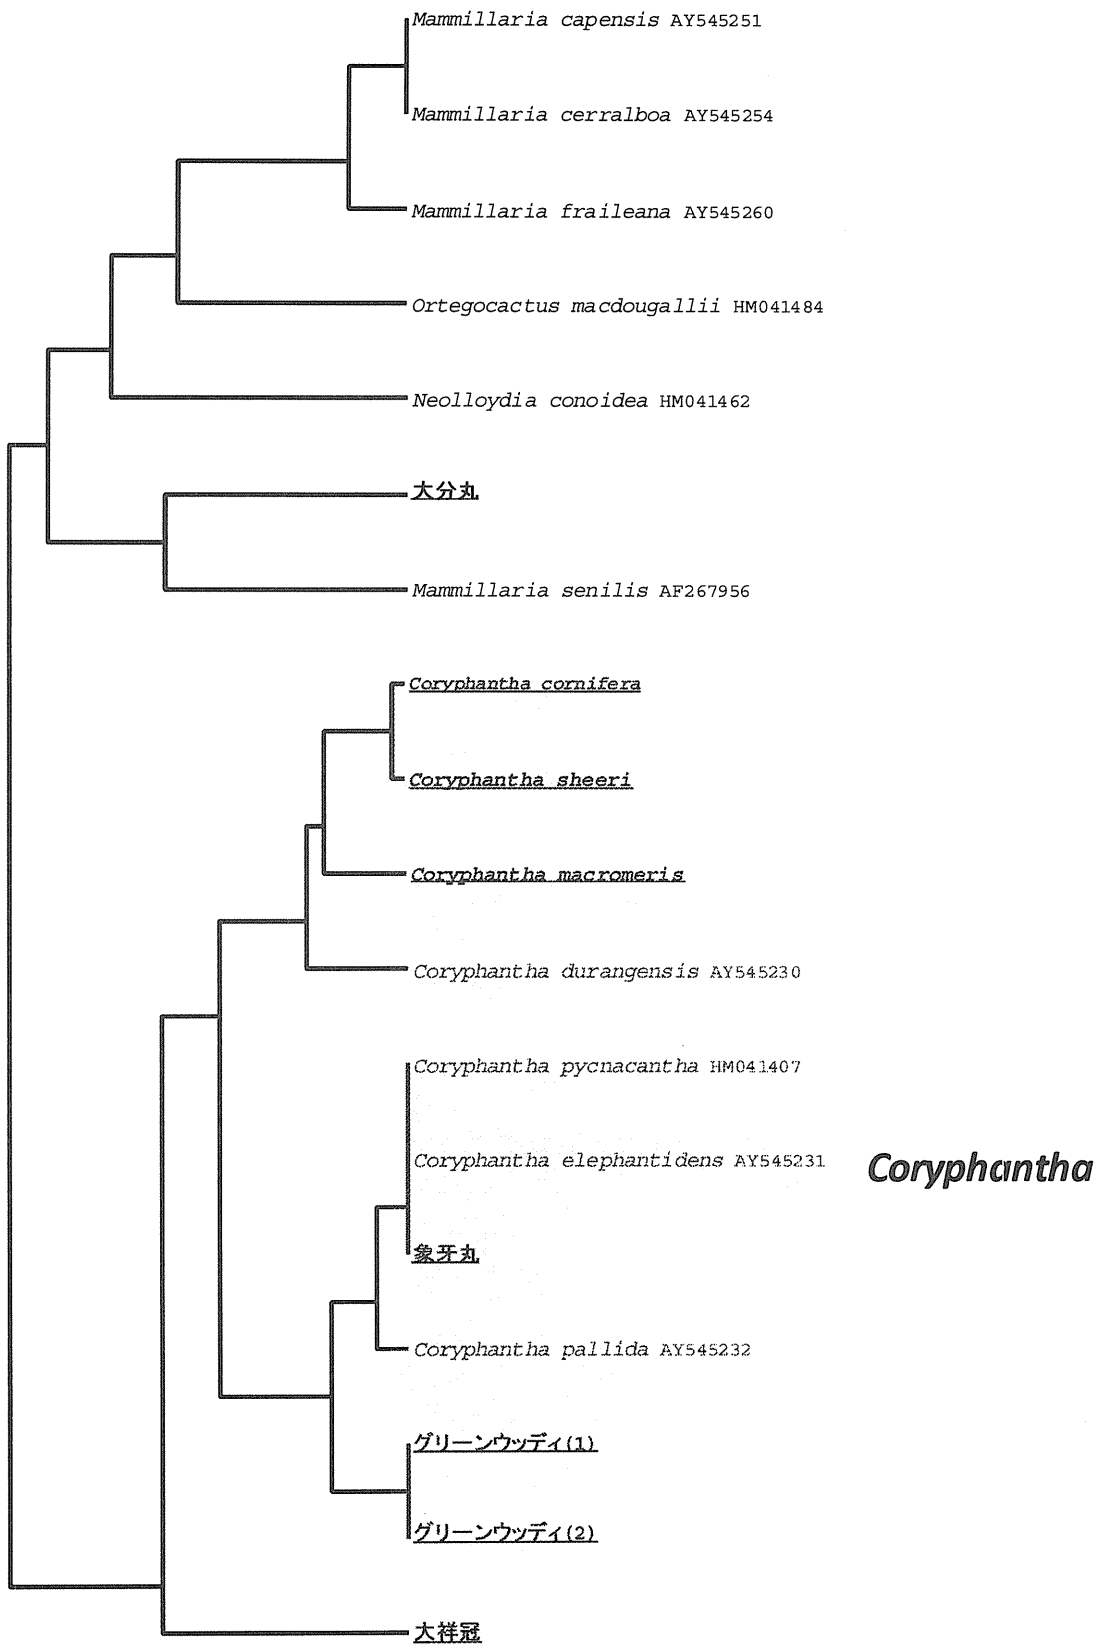 Mammillaria capensis AY545251
Mammillaria cerralboa AY545254
Mammillaria fraileana AY545260
Ortegocactus macdougallii HM041484
Neolloydia conoidea HM041462
大分丸
Mammillaria senilis AF267956
Coryphantha cornifera
Coryphantha sheeri
Coryphantha macromeris
Coryphantha durangensis AY545230
Coryphantha pycnacantha HM041407
Coryphantha elephantidens AY545231
Coryphantha
象牙丸
Coryphantha pallida AY545232
グリーンウッディ(1)
グリーンウッディ(2)
大祥冠